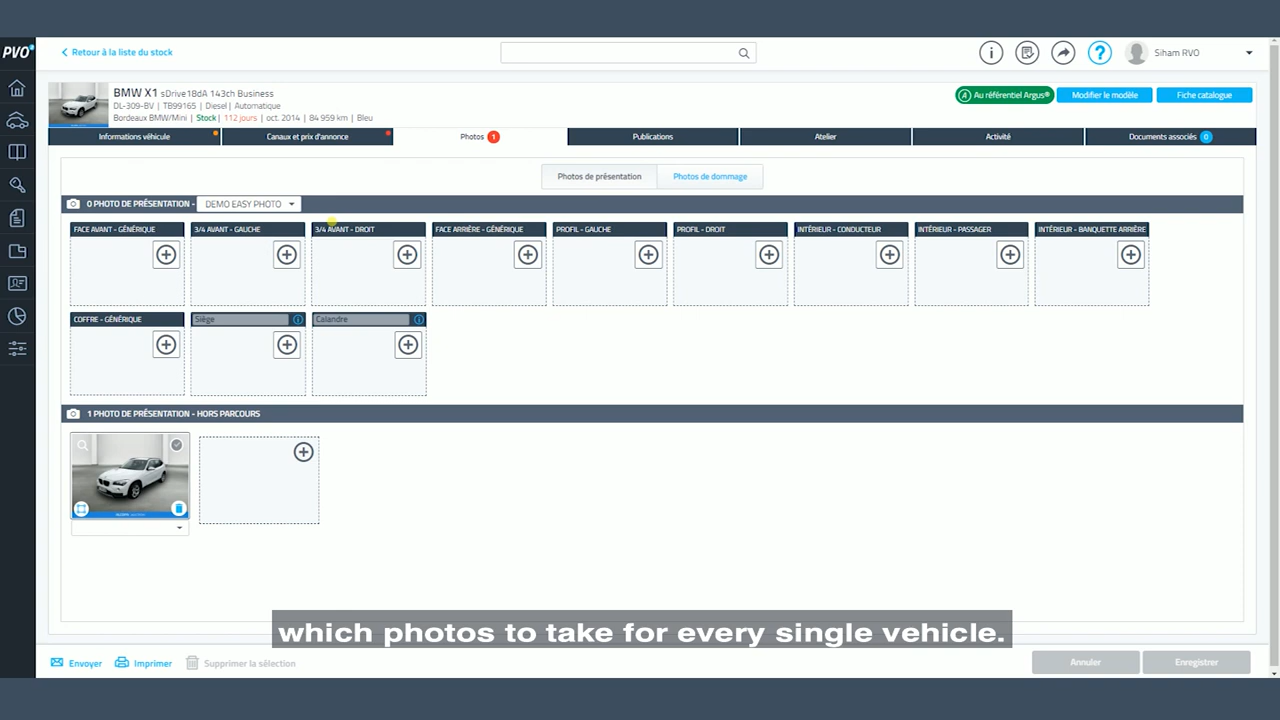 PVO²
Retour à la liste du stock
Siham RVO
BMW X1 sDrive18dA 143ch Business
DL-309-BV | TB99165 | Diesel | Automatique
Bordeaux BMW/Mini | Stock | 112 jours | oct. 2014 | 84 959 km | Bleu
Au référentiel Argus®
Modifier le modèle
Fiche catalogue
Informations véhicule
Canaux et prix d'annonce
Photos 1
Publications
Atelier
Activité
Documents associés 0
Photos de présentation
Photos de dommage
0 PHOTO DE PRÉSENTATION - DEMO EASY PHOTO
FACE AVANT - GÉNÉRIQUE
3/4 AVANT - GAUCHE
3/4 AVANT - DROIT
FACE ARRIÈRE - GÉNÉRIQUE
PROFIL - GAUCHE
PROFIL - DROIT
INTÉRIEUR - CONDUCTEUR
INTÉRIEUR - PASSAGER
INTÉRIEUR - BANQUETTE ARRIÈRE
COFFRE - GÉNÉRIQUE
Siège
Calandre
1 PHOTO DE PRÉSENTATION - HORS PARCOURS
which photos to take for every single vehicle.
Envoyer
Imprimer
Supprimer la sélection
Annuler
Enregistrer